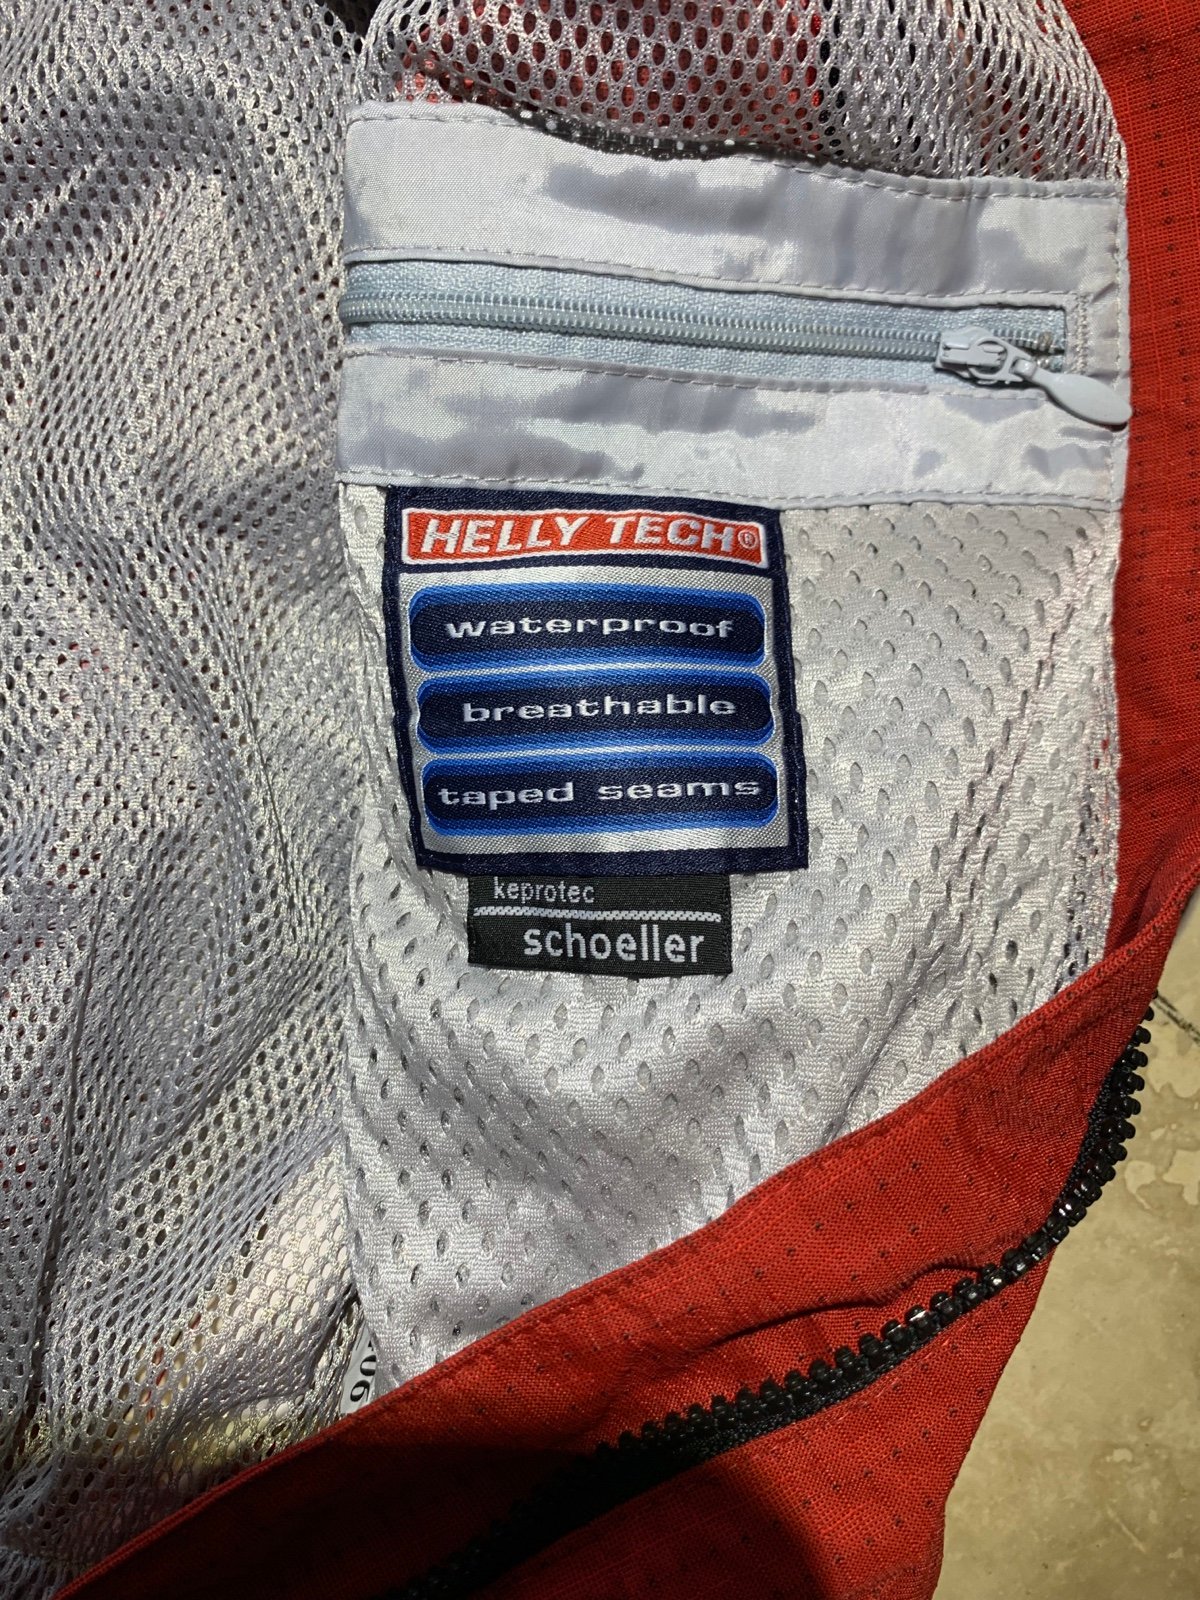 HELLY TECH®
waterproof
breathable
taped seams
keprotec
schoeller